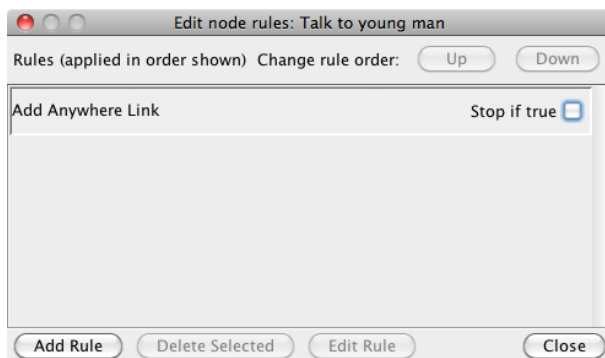 Edit node rules: Talk to young man
Rules (applied in order shown) Change rule order: Up Down
Add Anywhere Link Stop if true
Add Rule Delete Selected Edit Rule Close